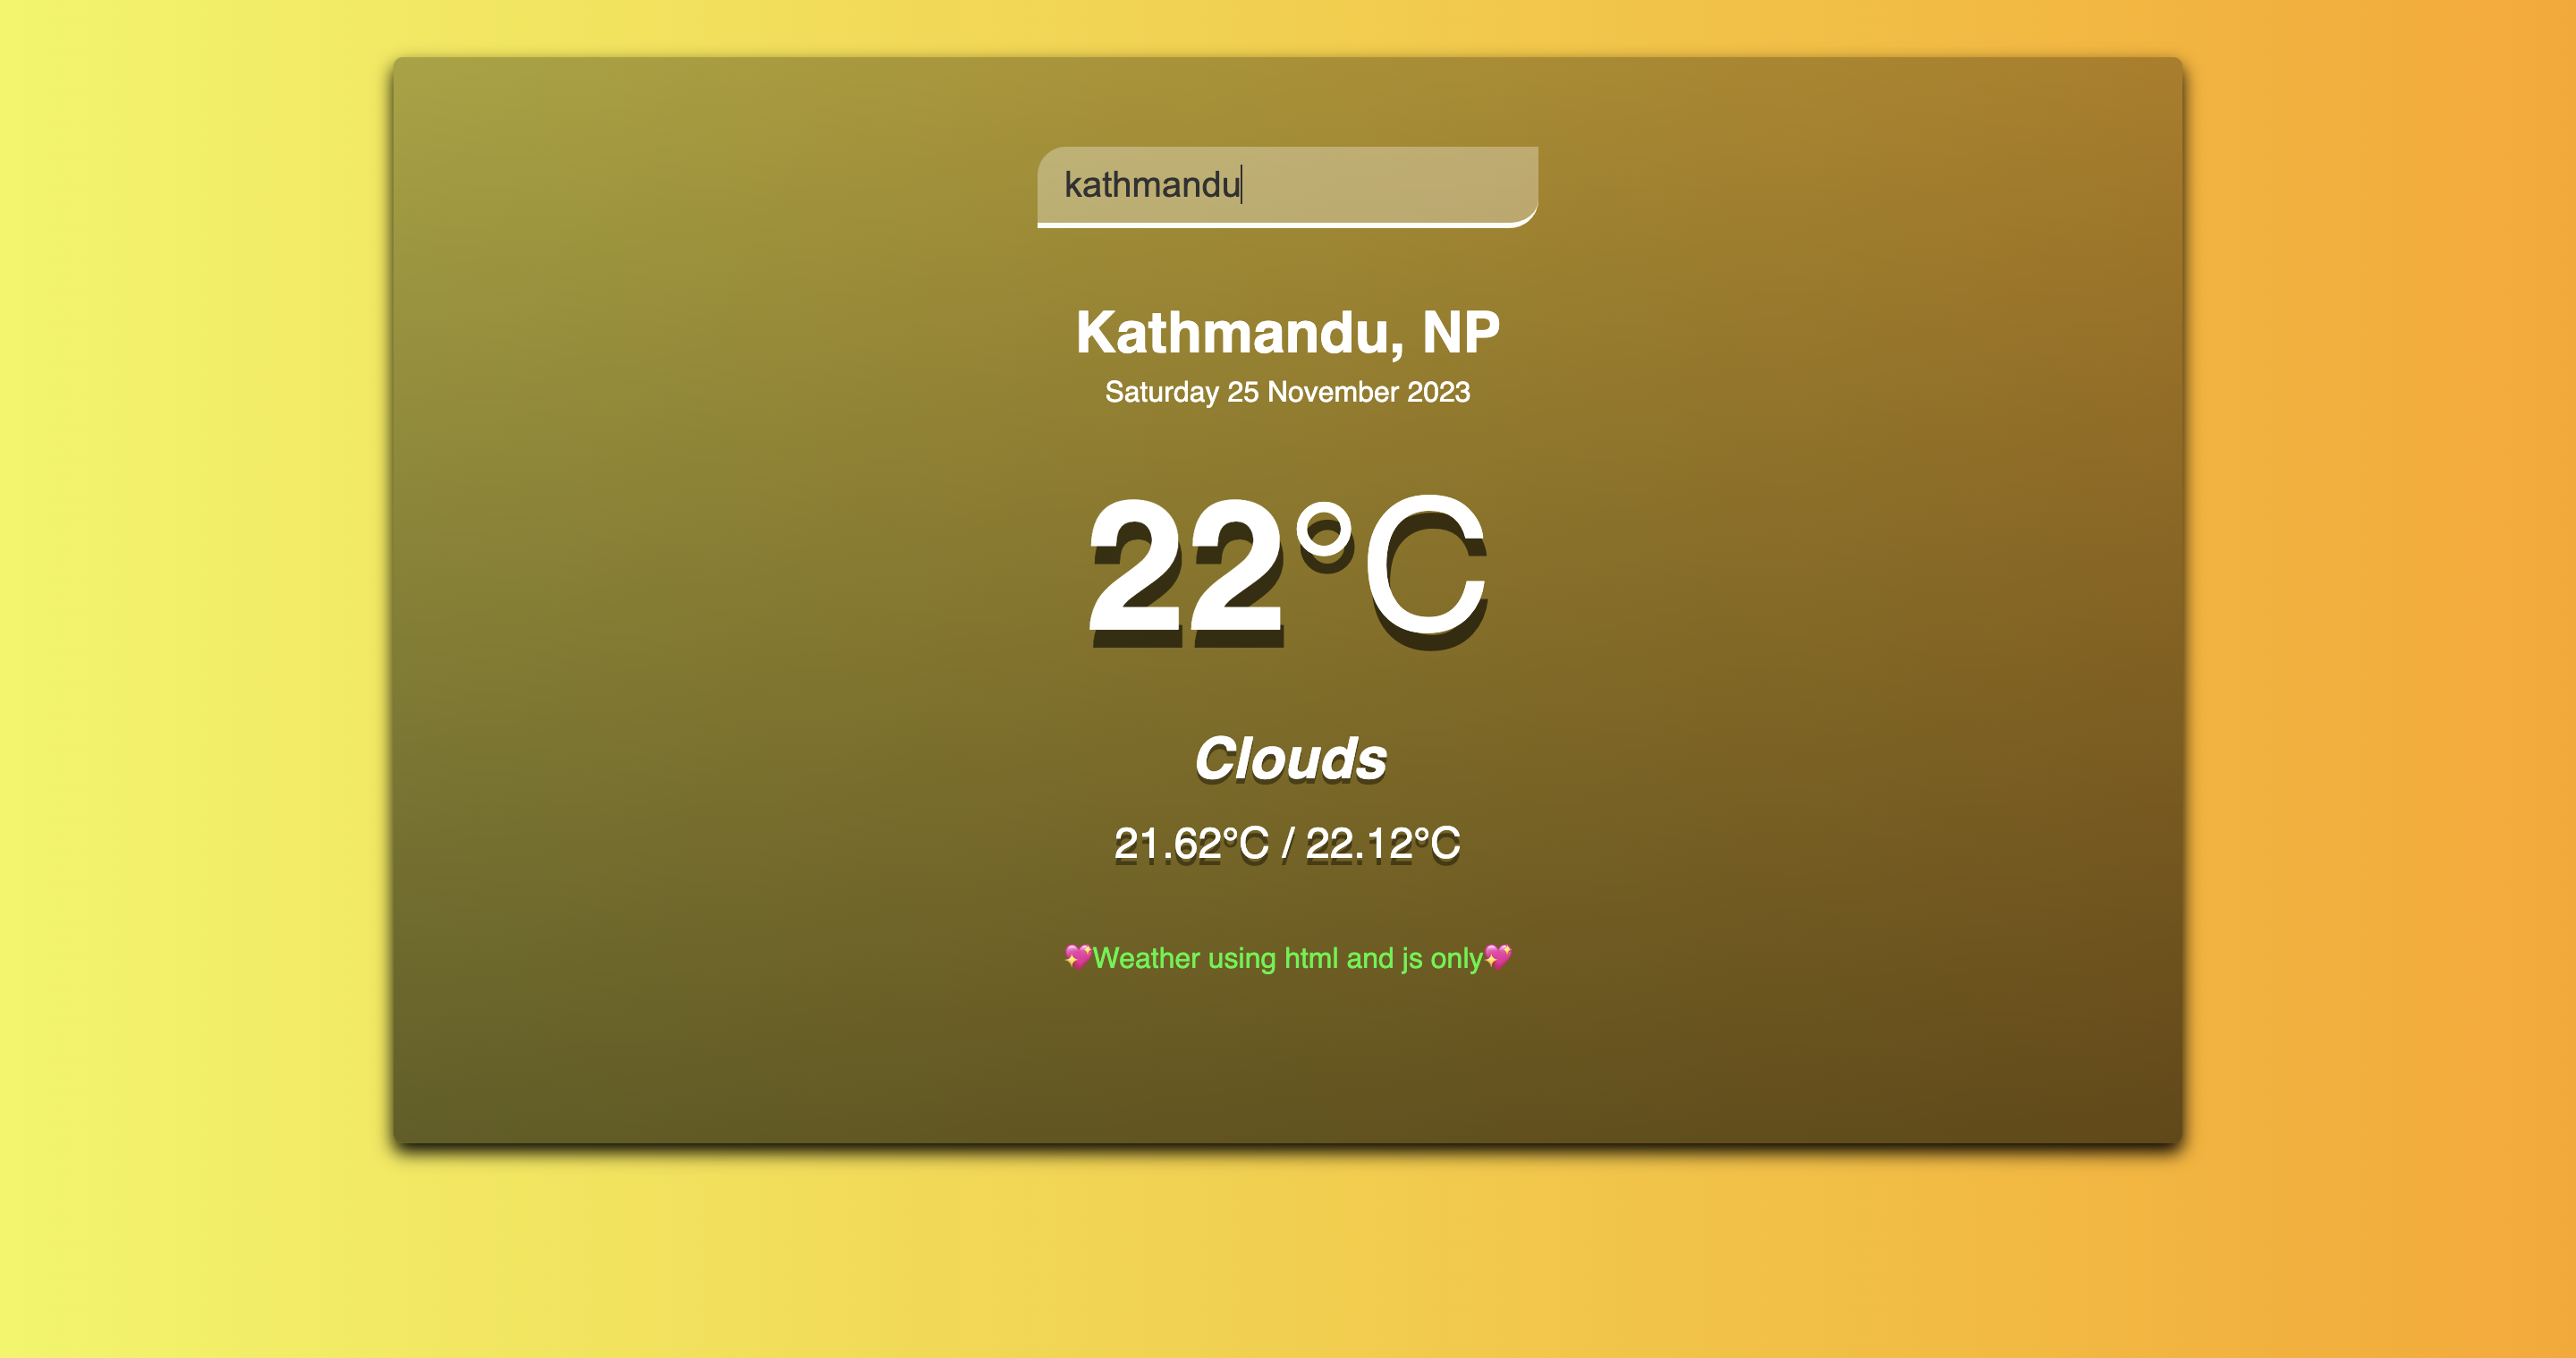 kathmandu
Kathmandu, NP
Saturday 25 November 2023
22°C
Clouds
21.62°C / 22.12°C
💖Weather using html and js only💖